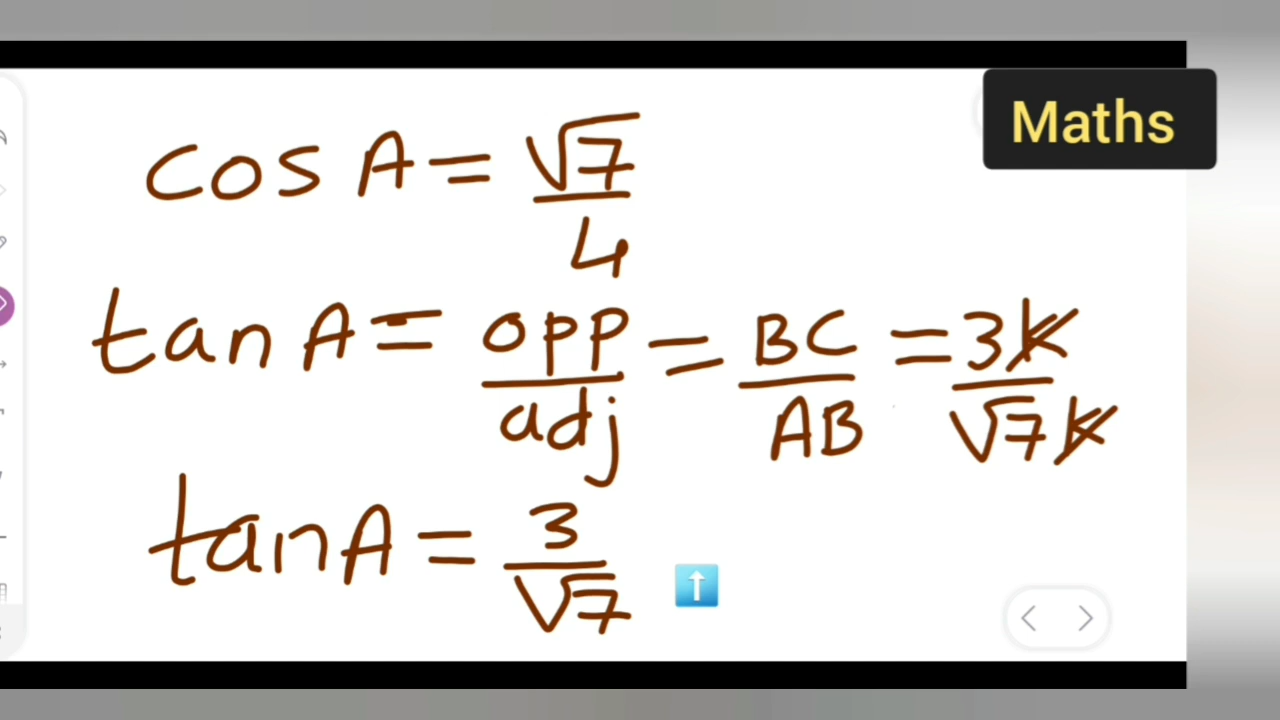 Maths
cos A = √7/4
tan A = opp/adj = BC/AB = 3k/√7k
tan A = 3/√7